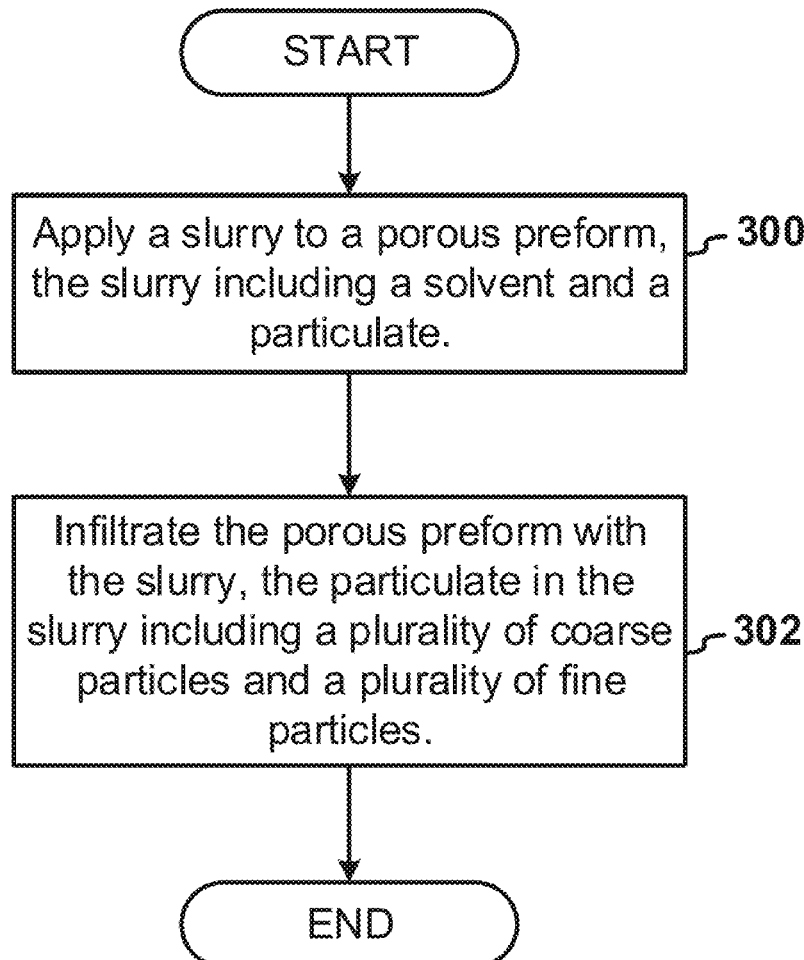 START
Apply a slurry to a porous preform,
the slurry including a solvent and a
particulate.
300
Infiltrate the porous preform with
the slurry, the particulate in the
slurry including a plurality of coarse
particles and a plurality of fine
particles.
302
END